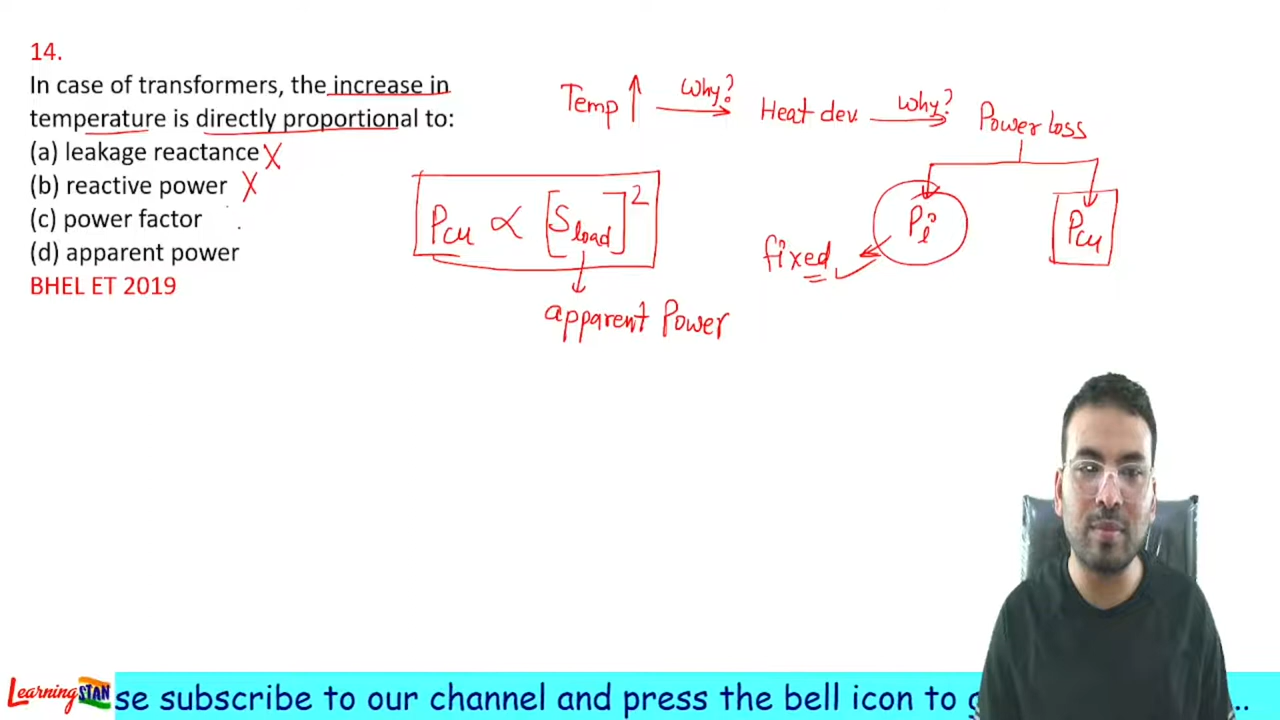 14.
In case of transformers, the increase in
temperature is directly proportional to:
(a) leakage reactance X
(b) reactive power X
(c) power factor
(d) apparent power
BHEL ET 2019
Temp ↑ Why? → Heat dev. Why? → Power loss
Pi Pcu
fixed
Pcu ∝ [Sload]²
apparent Power
Learning STAN
se subscribe to our channel and press the bell icon to